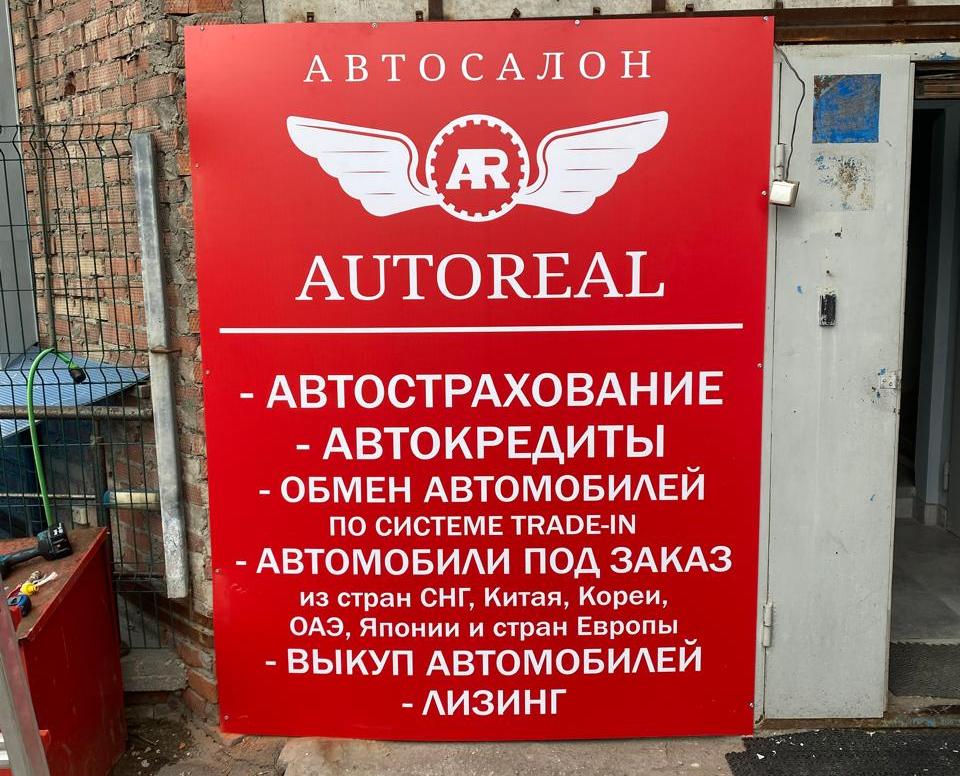 АВТОСАЛОН
AR
AUTOREAL
- АВТОСТРАХОВАНИЕ
- АВТОКРЕДИТЫ
- ОБМЕН АВТОМОБИЛЕЙ
ПО СИСТЕМЕ TRADE-IN
- АВТОМОБИЛИ ПОД ЗАКАЗ
из стран СНГ, Китая, Кореи,
ОАЭ, Японии и стран Европы
- ВЫКУП АВТОМОБИЛЕЙ
- ЛИЗИНГ